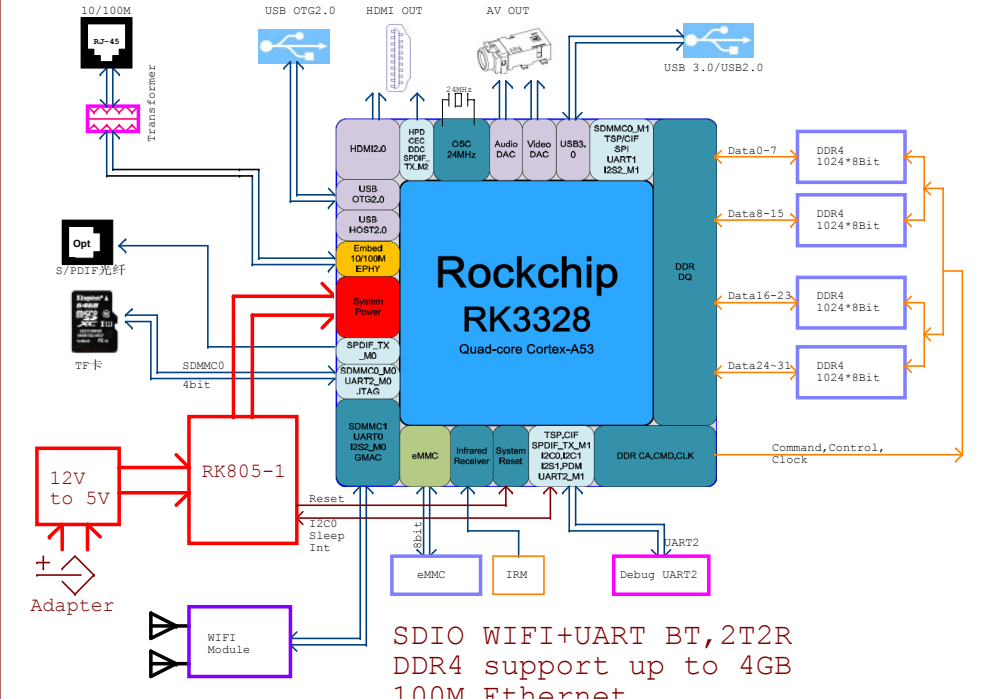 10/100M
USB OTG2.0
HDMI OUT
AV OUT
RJ-45
USB 3.0/USB2.0
Transformer
24MHz
HDMI2.0
HPD
CEC
DDC
SPDIF_
TX_M2
OSC
24MHz
Audio
DAC
Video
DAC
USB3.
0
SDMMC0_M1
TSP/CIF
SPI
UART1
I2S2_M1
USB
OTG2.0
USB
HOST2.0
Embed
10/100M
EPHY
System
Power
SPDIF_TX
_M0
SDMMC0_M0
UART2_M0
JTAG
SDMMC1
UART0
I2S2_M0
GMAC
Rockchip
RK3328
Quad-core Cortex-A53
DDR
DQ
Data0-7
DDR4
1024*8Bit
Data8-15
DDR4
1024*8Bit
Data16-23
DDR4
1024*8Bit
Data24-31
DDR4
1024*8Bit
Opt
S/PDIF光纤
Kingston
64GB
TF卡
SDMMC0
4bit
eMMC
Infrared
Receiver
System
Reset
TSP,CIF
SPDIF_TX_M1
I2C0,I2C1
I2S1,PDM
UART2_M1
DDR CA,CMD,CLK
Command,Control,
Clock
12V
to 5V
RK805-1
Reset
I2C0
Sleep
Int
8bit
UART2
eMMC
IRM
Debug UART2
Adapter
WIFI
Module
SDIO WIFI+UART BT,2T2R
DDR4 support up to 4GB
100M Ethernet